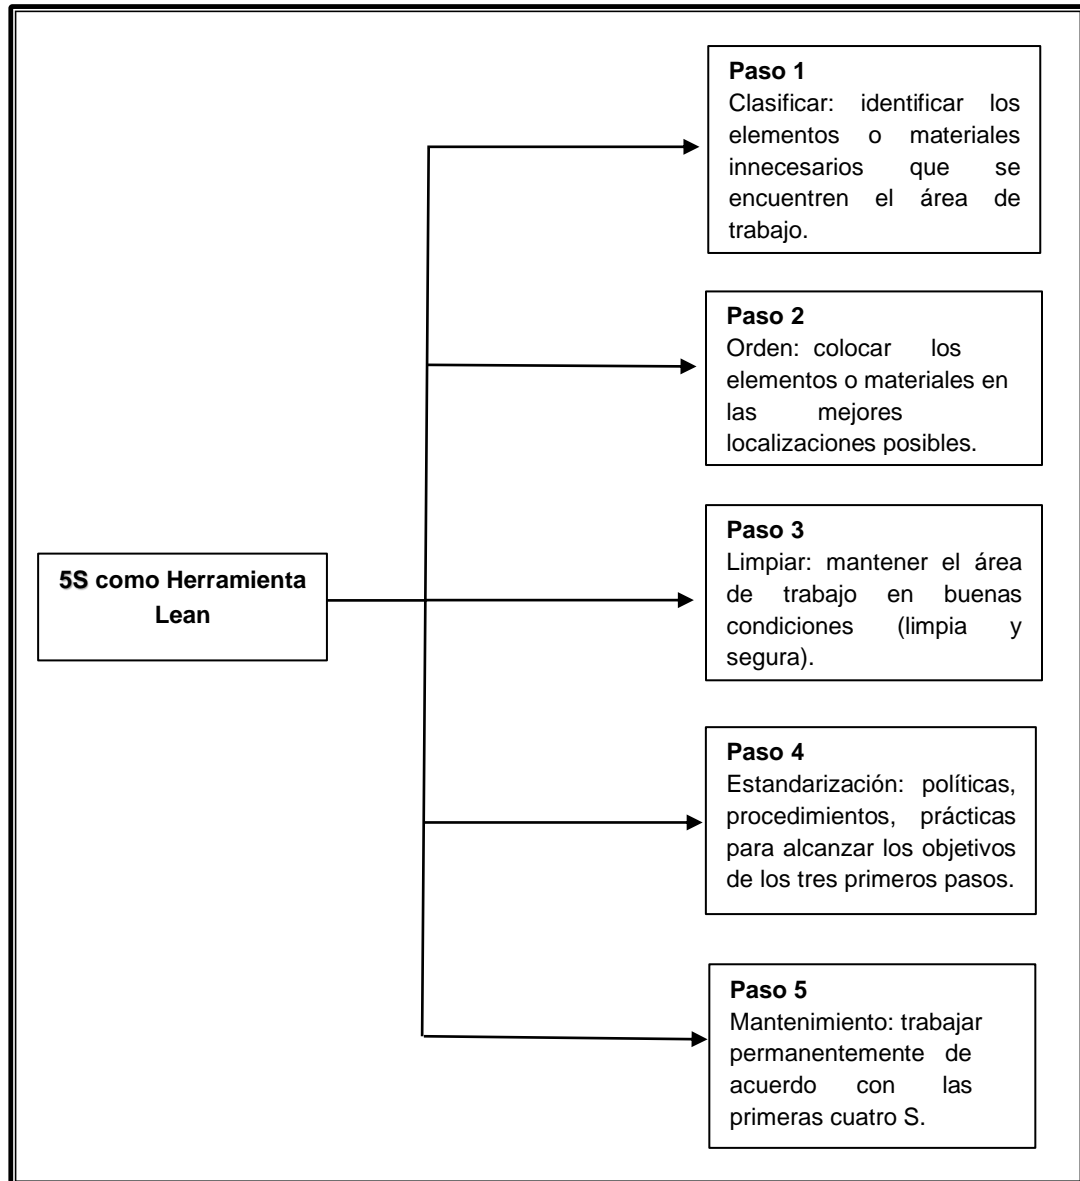 Paso 1
Clasificar: identificar los
elementos o materiales
innecesarios que se
encuentren el área de
trabajo.
Paso 2
Orden: colocar los
elementos o materiales en
las mejores
localizaciones posibles.
Paso 3
Limpiar: mantener el área
de trabajo en buenas
condiciones (limpia y
segura).
5S como Herramienta
Lean
Paso 4
Estandarización: políticas,
procedimientos, prácticas
para alcanzar los objetivos
de los tres primeros pasos.
Paso 5
Mantenimiento: trabajar
permanentemente de
acuerdo con las
primeras cuatro S.